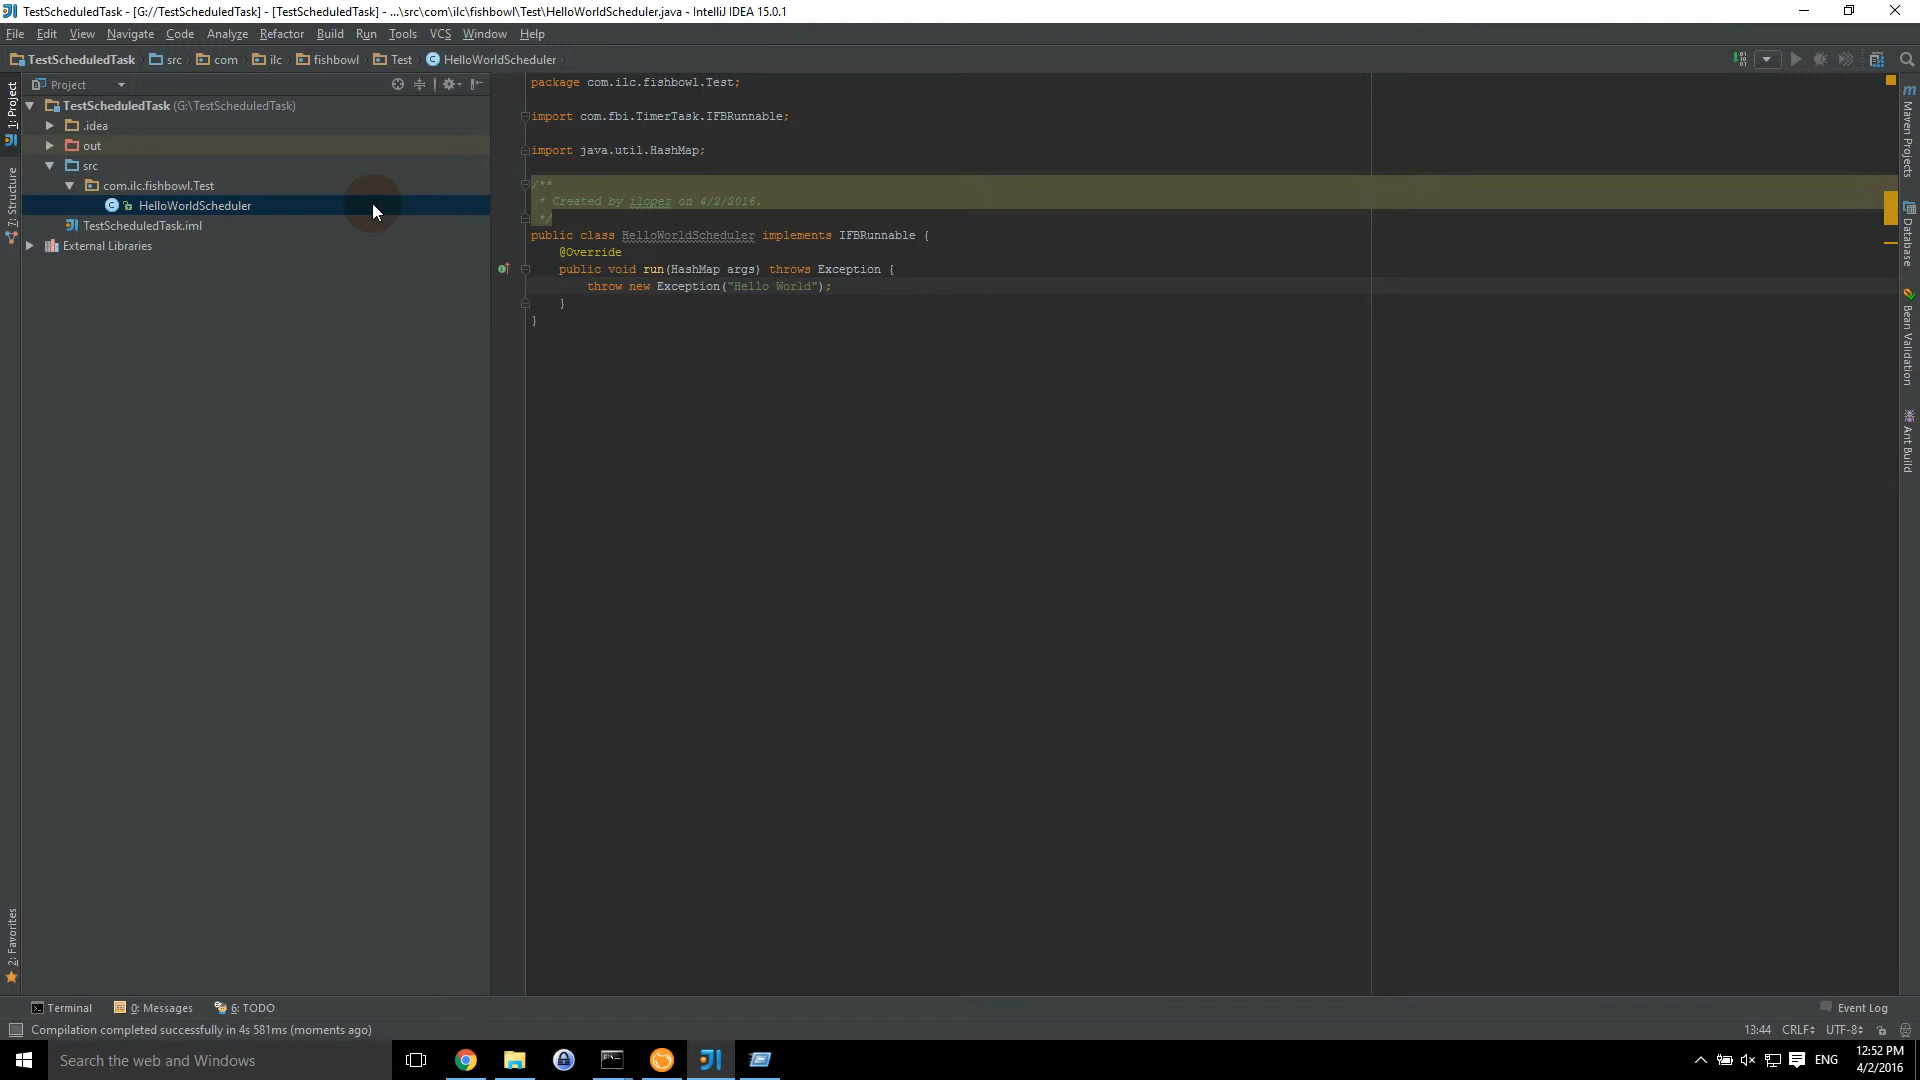 TestScheduledTask - [G://TestScheduledTask] - [TestScheduledTask] - ...\src\com\ilc\fishbowl\Test\HelloWorldScheduler.java - IntelliJ IDEA 15.0.1
File Edit View Navigate Code Analyze Refactor Build Run Tools VCS Window Help
TestScheduledTask src com ilc fishbowl Test HelloWorldScheduler
Project
TestScheduledTask (G:\TestScheduledTask)
.idea
out
src
com.ilc.fishbowl.Test
HelloWorldScheduler
TestScheduledTask.iml
External Libraries
1: Project
7: Structure
2: Favorites
package com.ilc.fishbowl.Test;
import com.fbi.TimerTask.IFBRunnable;
import java.util.HashMap;
/**
* Created by ilopez on 4/2/2016.
*/
public class HelloWorldScheduler implements IFBRunnable {
@Override
public void run(HashMap args) throws Exception {
throw new Exception("Hello World");
}
}
Maven Projects
Database
Bean Validation
Ant Build
Terminal 0: Messages 6: TODO Event Log
Compilation completed successfully in 4s 581ms (moments ago) 13:44 CRLF UTF-8
Search the web and Windows
ENG
12:52 PM
4/2/2016